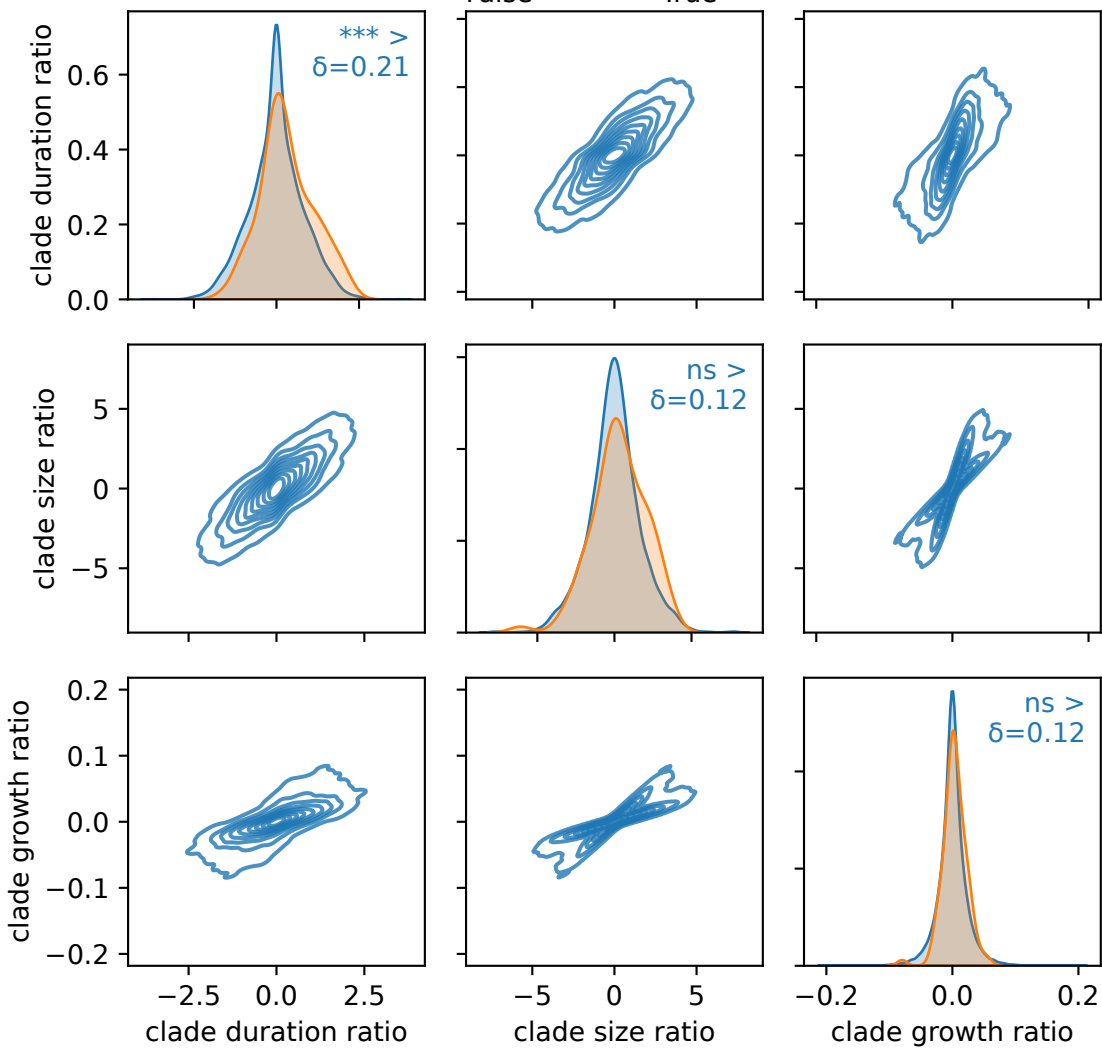 False True
clade duration ratio
0.6
0.4
0.2
0.0
*** >
δ=0.21
clade size ratio
5
0
−5
ns >
δ=0.12
clade growth ratio
0.2
0.1
0.0
−0.1
−0.2
ns >
δ=0.12
−2.5 0.0 2.5
−5 0 5
−0.2 0.0 0.2
clade duration ratio
clade size ratio
clade growth ratio